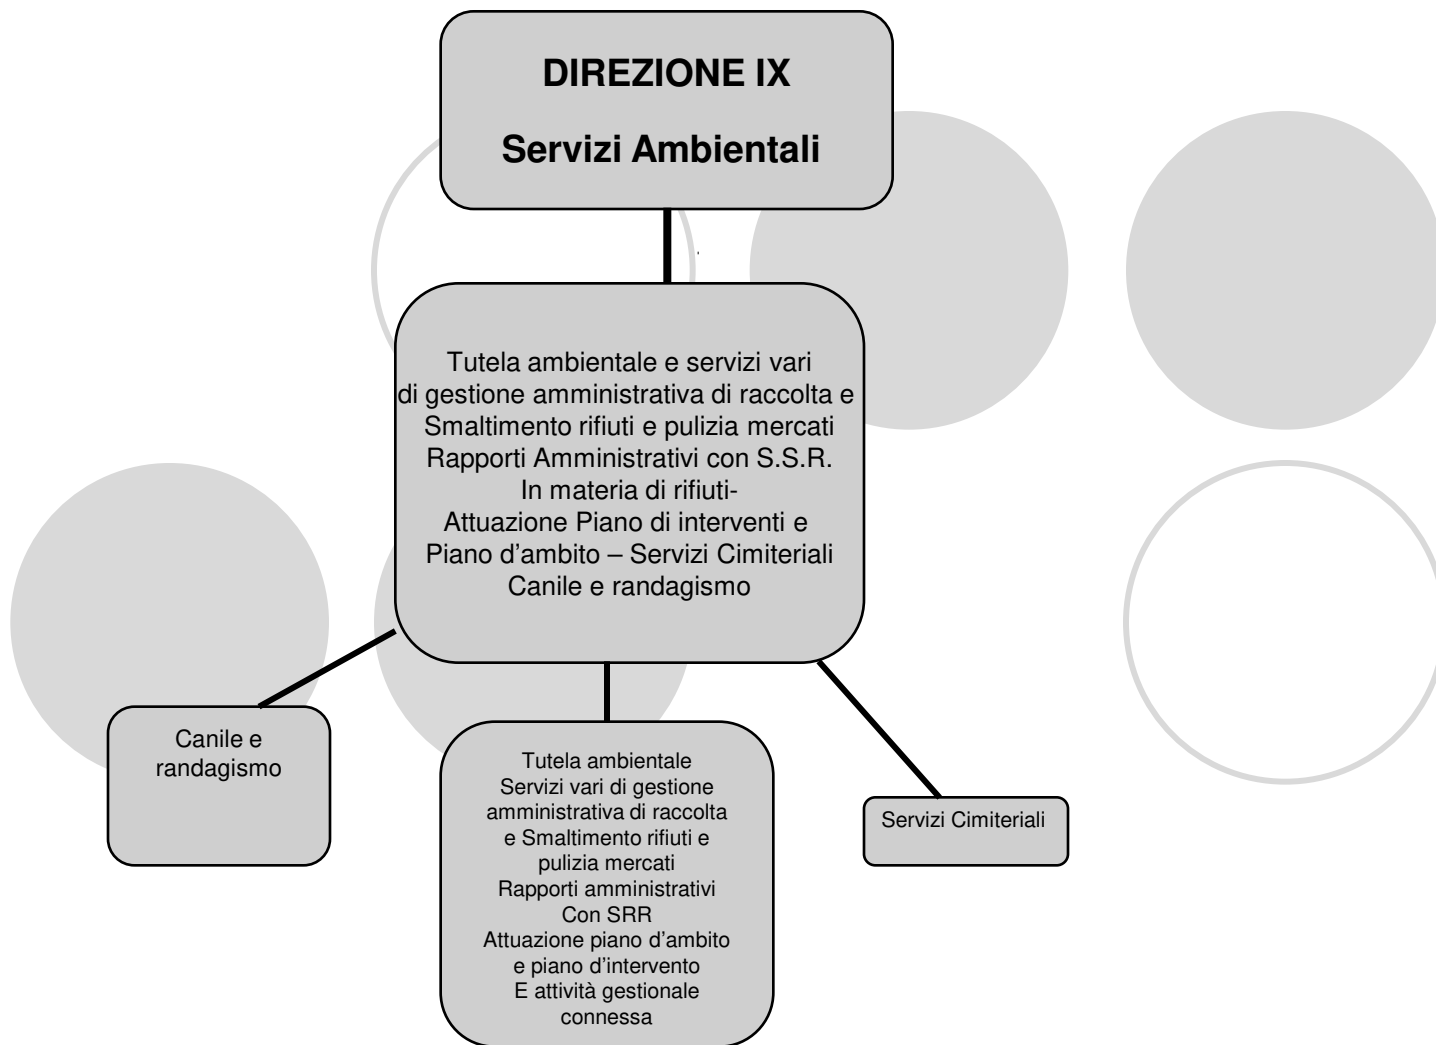 DIREZIONE IX
Servizi Ambientali
Tutela ambientale e servizi vari
di gestione amministrativa di raccolta e
Smaltimento rifiuti e pulizia mercati
Rapporti Amministrativi con S.S.R.
In materia di rifiuti-
Attuazione Piano di interventi e
Piano d’ambito – Servizi Cimiteriali
Canile e randagismo
Canile e
randagismo
Tutela ambientale
Servizi vari di gestione
amministrativa di raccolta
e Smaltimento rifiuti e
pulizia mercati
Rapporti amministrativi
Con SRR
Attuazione piano d’ambito
e piano d’intervento
E attività gestionale
connessa
Servizi Cimiteriali